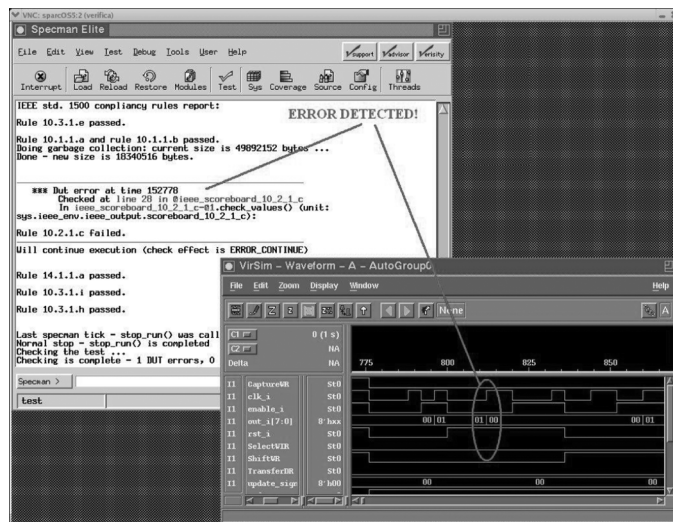 VNC: sparcOS5:2 (verifica)
Specman Elite
File Edit View Test Debug Tools User Help
support advisor verisity
Interrupt Load Reload Restore Modules Test Sys Coverage Source Config Threads
IEEE std. 1500 compliancy rules report:
ERROR DETECTED!
Rule 10.3.1.e passed.
Rule 10.1.1.a and rule 10.1.1.b passed.
Doing garbage collection: current size is 49892152 bytes ...
Done - new size is 18340516 bytes.
*** Dut error at time 152778
Checked at line 28 in @ieee_scoreboard_10_2_1_c
In ieee_scoreboard_10_2_1_c-@1.check_values() (unit:
sys.ieee_env.ieee_output.scoreboard_10_2_1_c):
Rule 10.2.1.c failed.
Will continue execution (check effect is ERROR_CONTINUE)
Rule 14.1.1.a passed.
Rule 10.3.1.i passed.
Rule 10.3.1.h passed.
Last specman tick - stop_run() was call
Normal stop - stop_run() is completed
Checking the test ...
Checking is complete - 1 DUT errors, 0
Specman >
test
VirSim - Waveform - A - AutoGroup0
File Edit Zoom Display Window Help
None A
C1 0 (1 s)
C2 NA
Delta NA
775 800 825 850
I1 CaptureWR St0
I1 clk_i St0
I1 enable_i St0
I1 out_i[7:0] 8'hxx 00 01 01 00 00 01
I1 rst_i St0
I1 SelectWIR St0
I1 ShiftWR St0
I1 TransferDR St0
I1 update_sige 8'h00 00 00 00